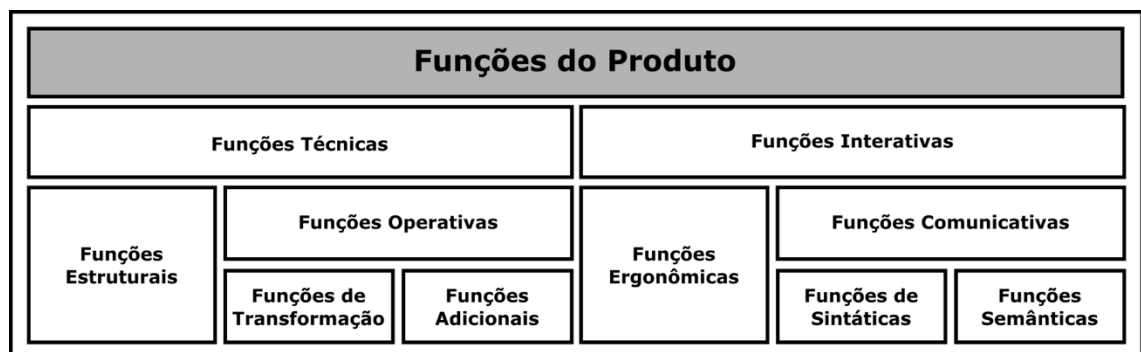 Funções do Produto
Funções Técnicas
Funções Interativas
Funções
Estruturais
Funções Operativas
Funções de
Transformação
Funções
Adicionais
Funções
Ergonômicas
Funções Comunicativas
Funções de
Sintáticas
Funções
Semânticas